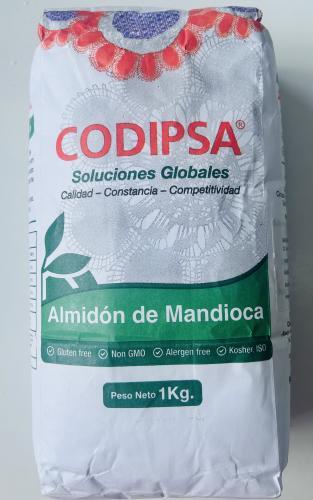 CODIPSA®
Soluciones Globales
Calidad – Constancia – Competitividad
Almidón de Mandioca
Gluten free Non GMO Alergen free Kosher, ISO
Peso Neto 1Kg.